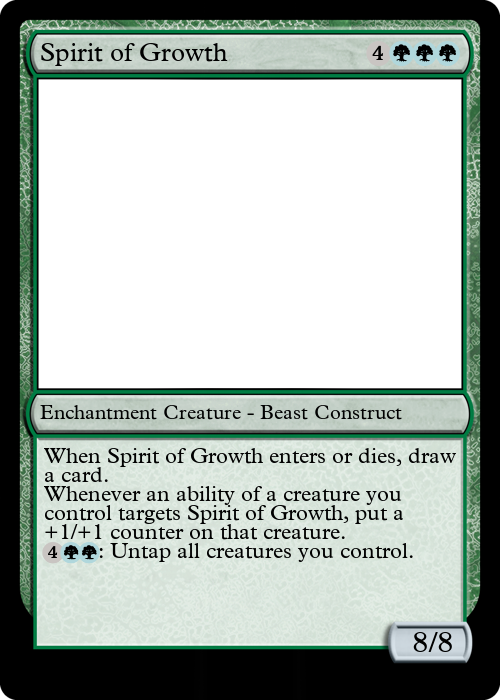 Spirit of Growth 4
Enchantment Creature - Beast Construct
When Spirit of Growth enters or dies, draw
a card.
Whenever an ability of a creature you
control targets Spirit of Growth, put a
+1/+1 counter on that creature.
4 : Untap all creatures you control.
8/8